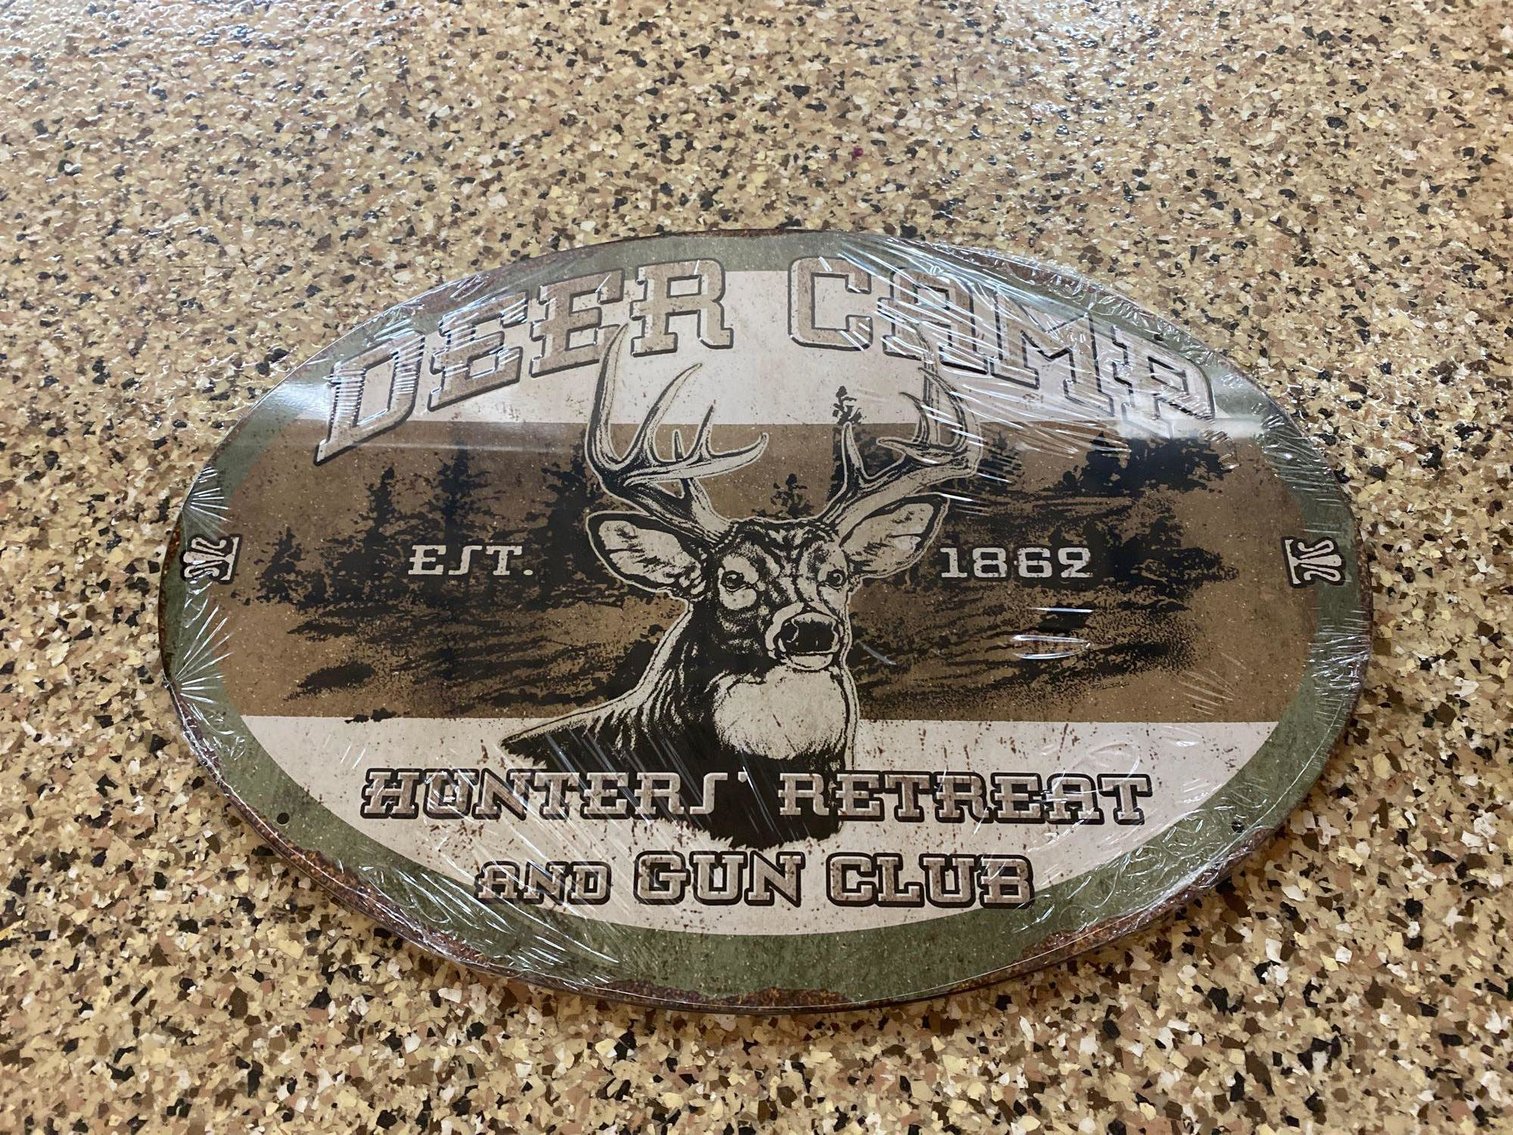 DEER CAMP
EST. 1862
HUNTERS' RETREAT
AND GUN CLUB